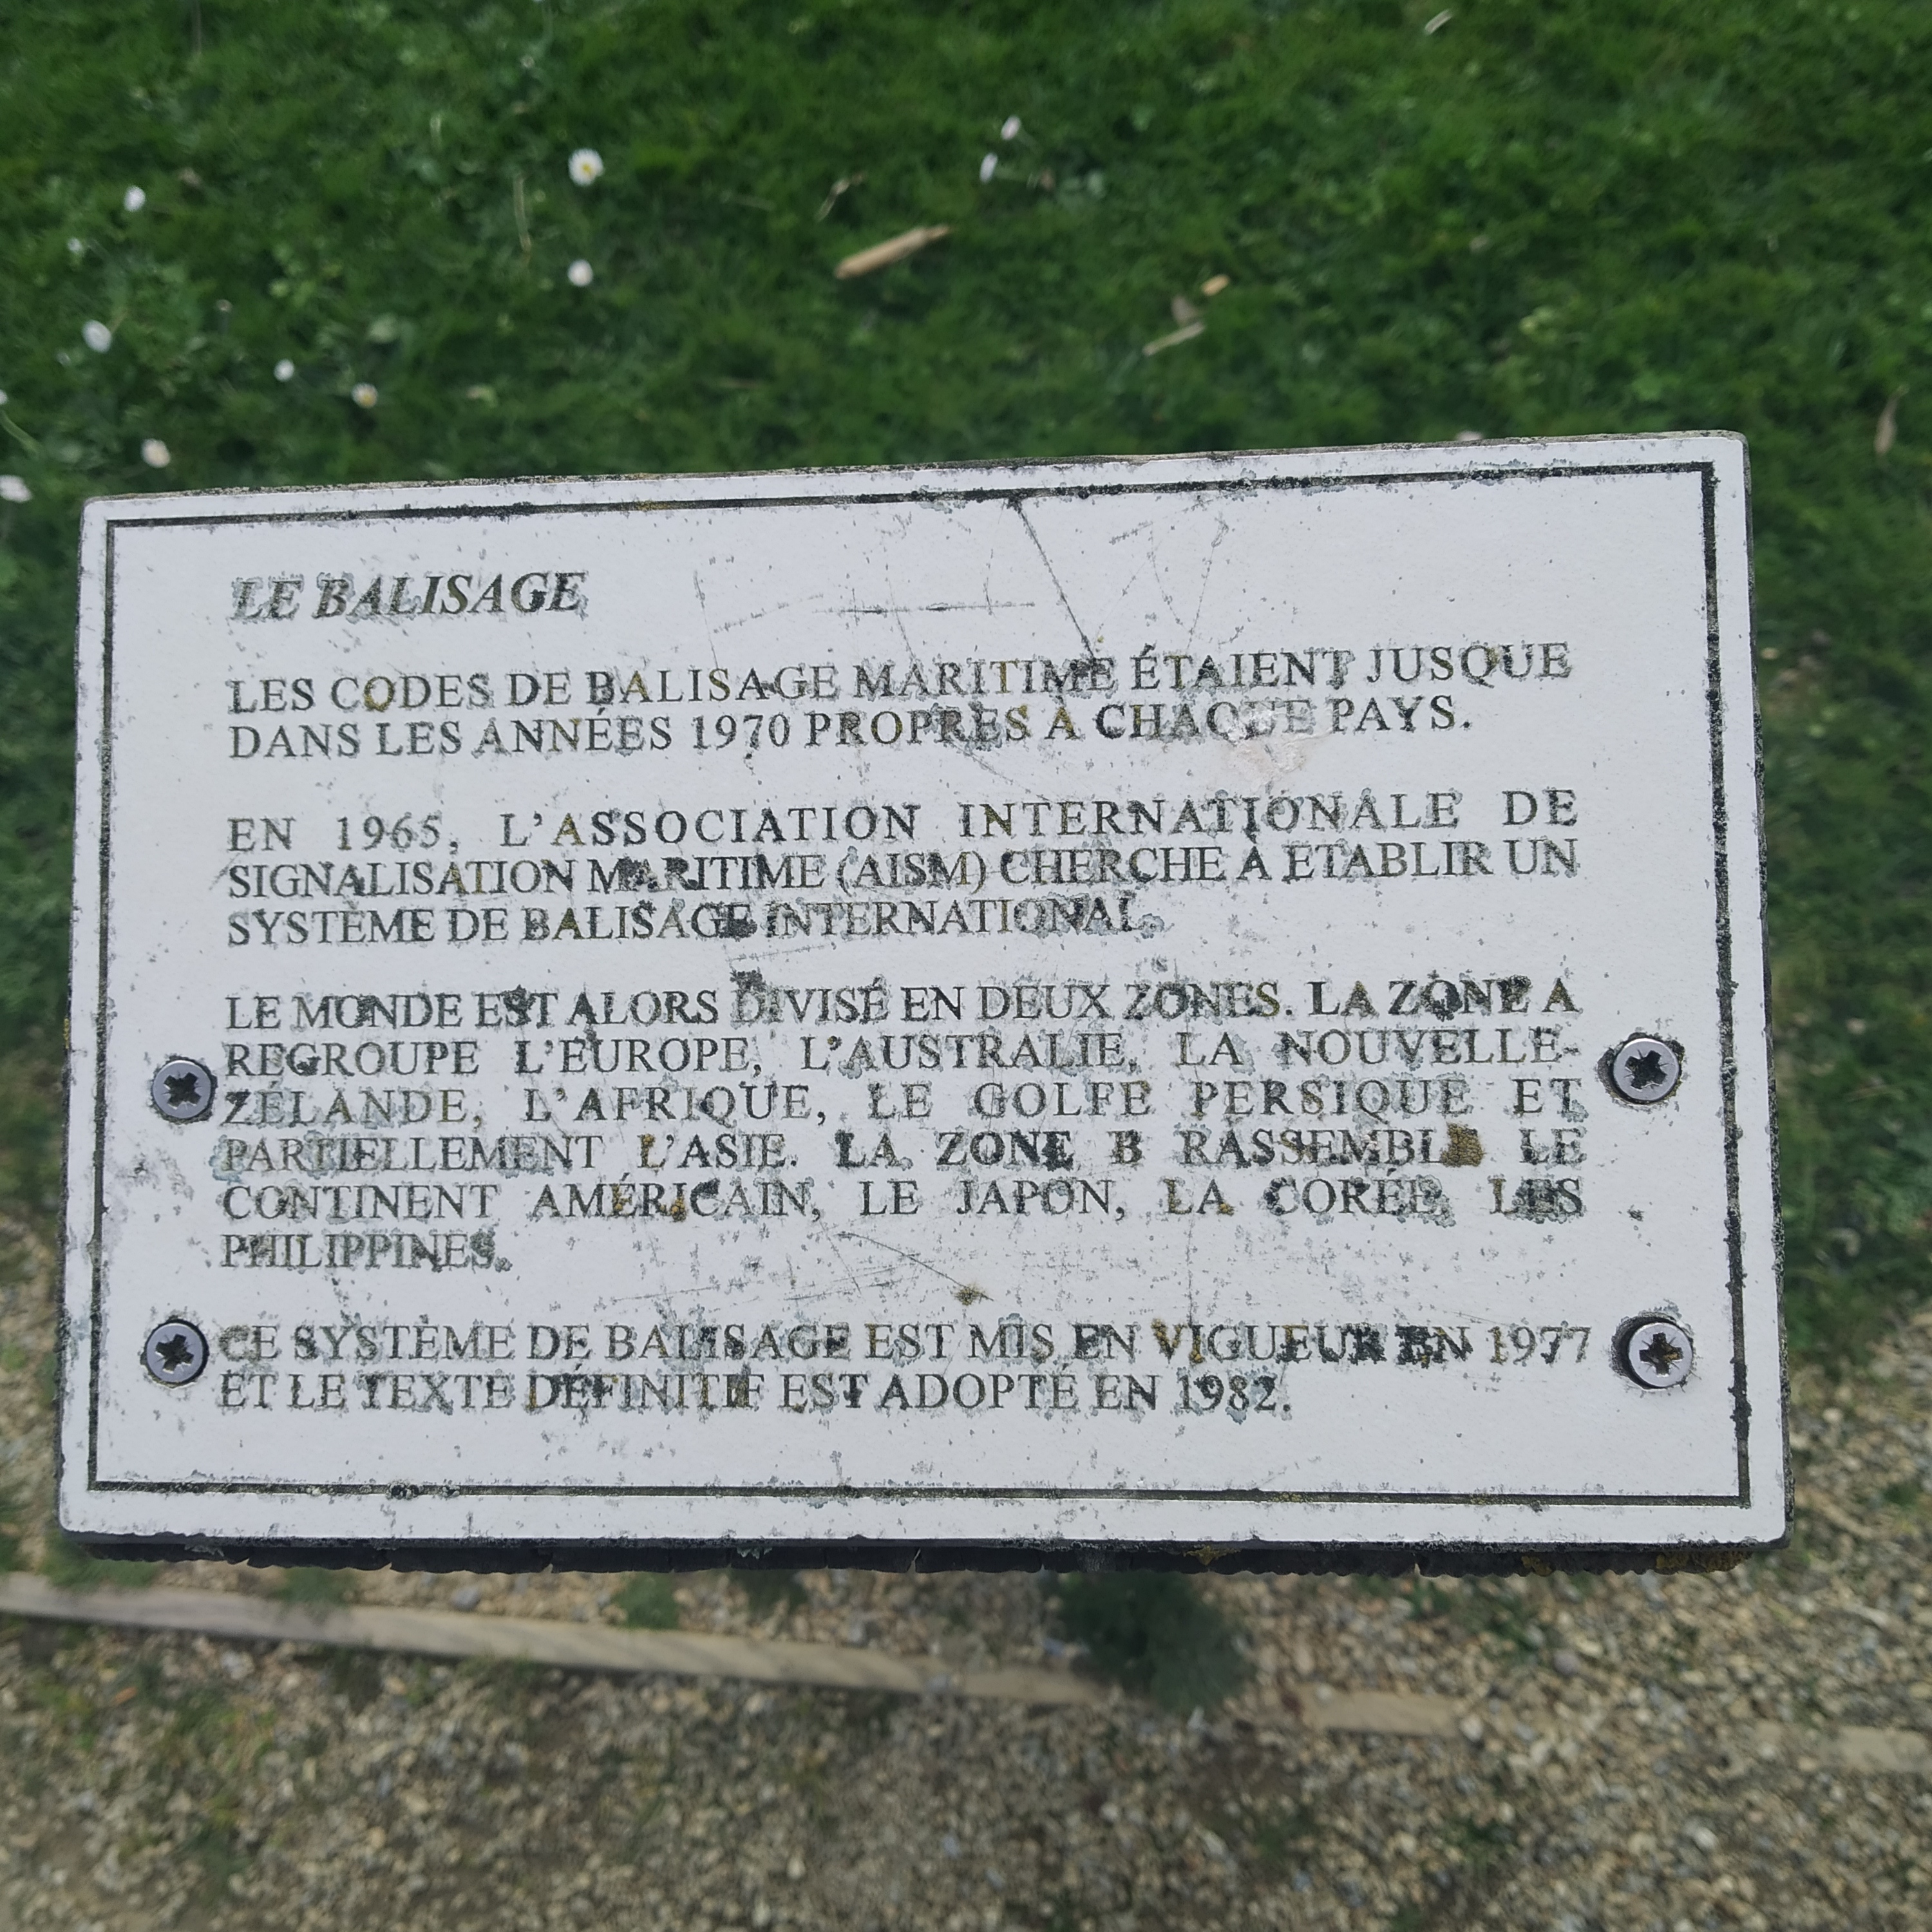 LE BALISAGE
LES CODES DE BALISAGE MARITIME ÉTAIENT JUSQUE
DANS LES ANNÉES 1970 PROPRES À CHAQUE PAYS.
EN 1965, L'ASSOCIATION INTERNATIONALE DE
SIGNALISATION MARITIME (AISM) CHERCHE À ETABLIR UN
SYSTÈME DE BALISAGE INTERNATIONAL.
LE MONDE EST ALORS DIVISÉ EN DEUX ZONES. LA ZONE A
REGROUPE L'EUROPE, L'AUSTRALIE, LA NOUVELLE-
ZÉLANDE, L'AFRIQUE, LE GOLFE PERSIQUE ET
PARTIELLEMENT L'ASIE. LA ZONE B RASSEMBLE LE
CONTINENT AMÉRICAIN, LE JAPON, LA CORÉE, LES
PHILIPPINES.
CE SYSTÈME DE BALISAGE EST MIS EN VIGUEUR EN 1977
ET LE TEXTE DÉFINITIF EST ADOPTÉ EN 1982.